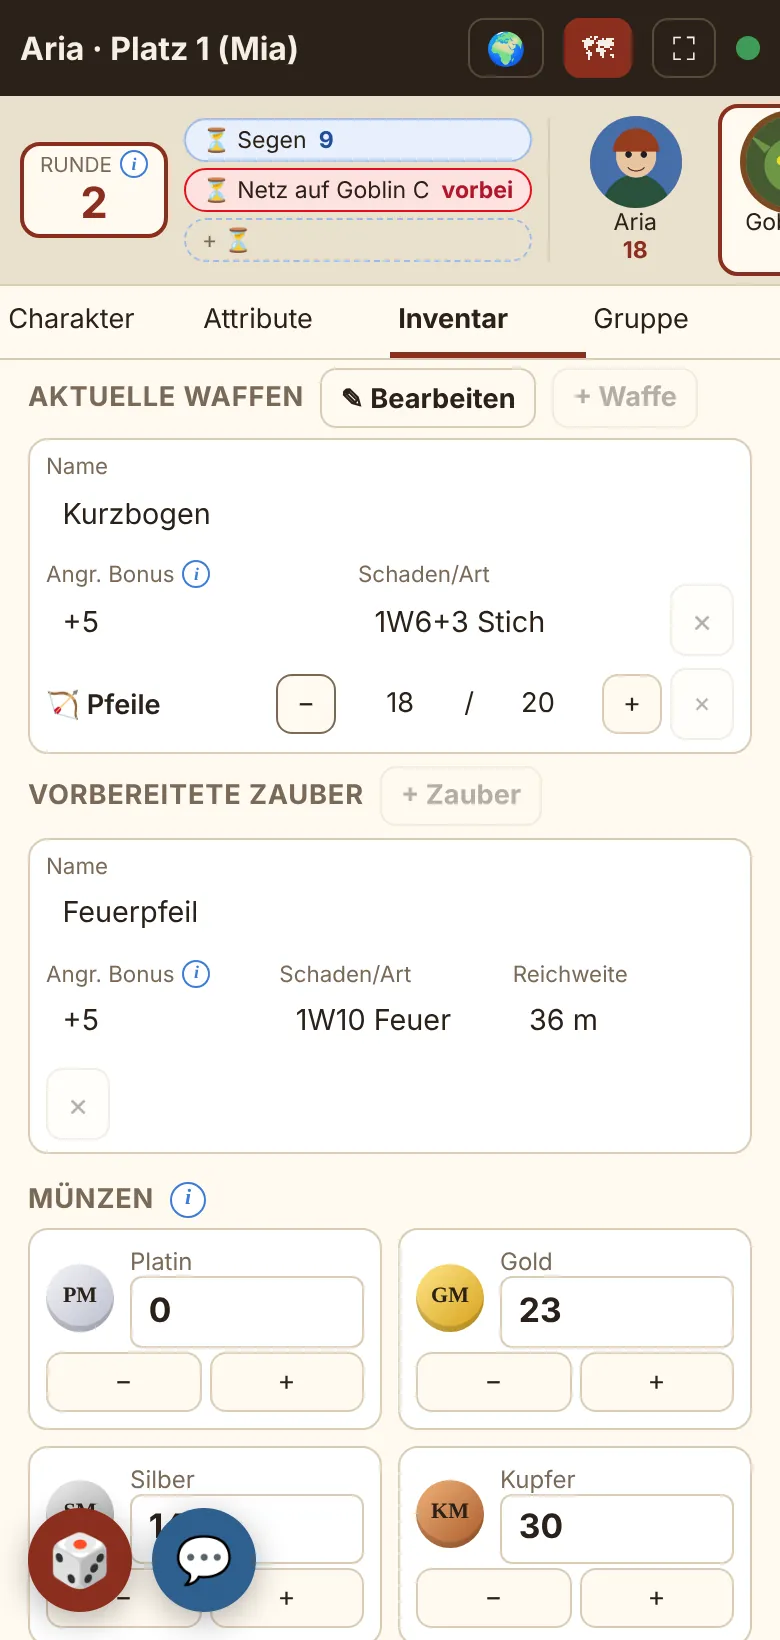 Aria · Platz 1 (Mia)
RUNDE i
2
Segen 9
Netz auf Goblin C vorbei
+
Aria
18
Charakter Attribute Inventar Gruppe
AKTUELLE WAFFEN ✎ Bearbeiten + Waffe
Name
Kurzbogen
Angr. Bonus i Schaden/Art
+5 1W6+3 Stich ×
Pfeile − 18 / 20 + ×
VORBEREITETE ZAUBER + Zauber
Name
Feuerpfeil
Angr. Bonus i Schaden/Art Reichweite
+5 1W10 Feuer 36 m
×
MÜNZEN i
Platin Gold
PM 0 GM 23
− + − +
Silber Kupfer
KM 30
− + − +